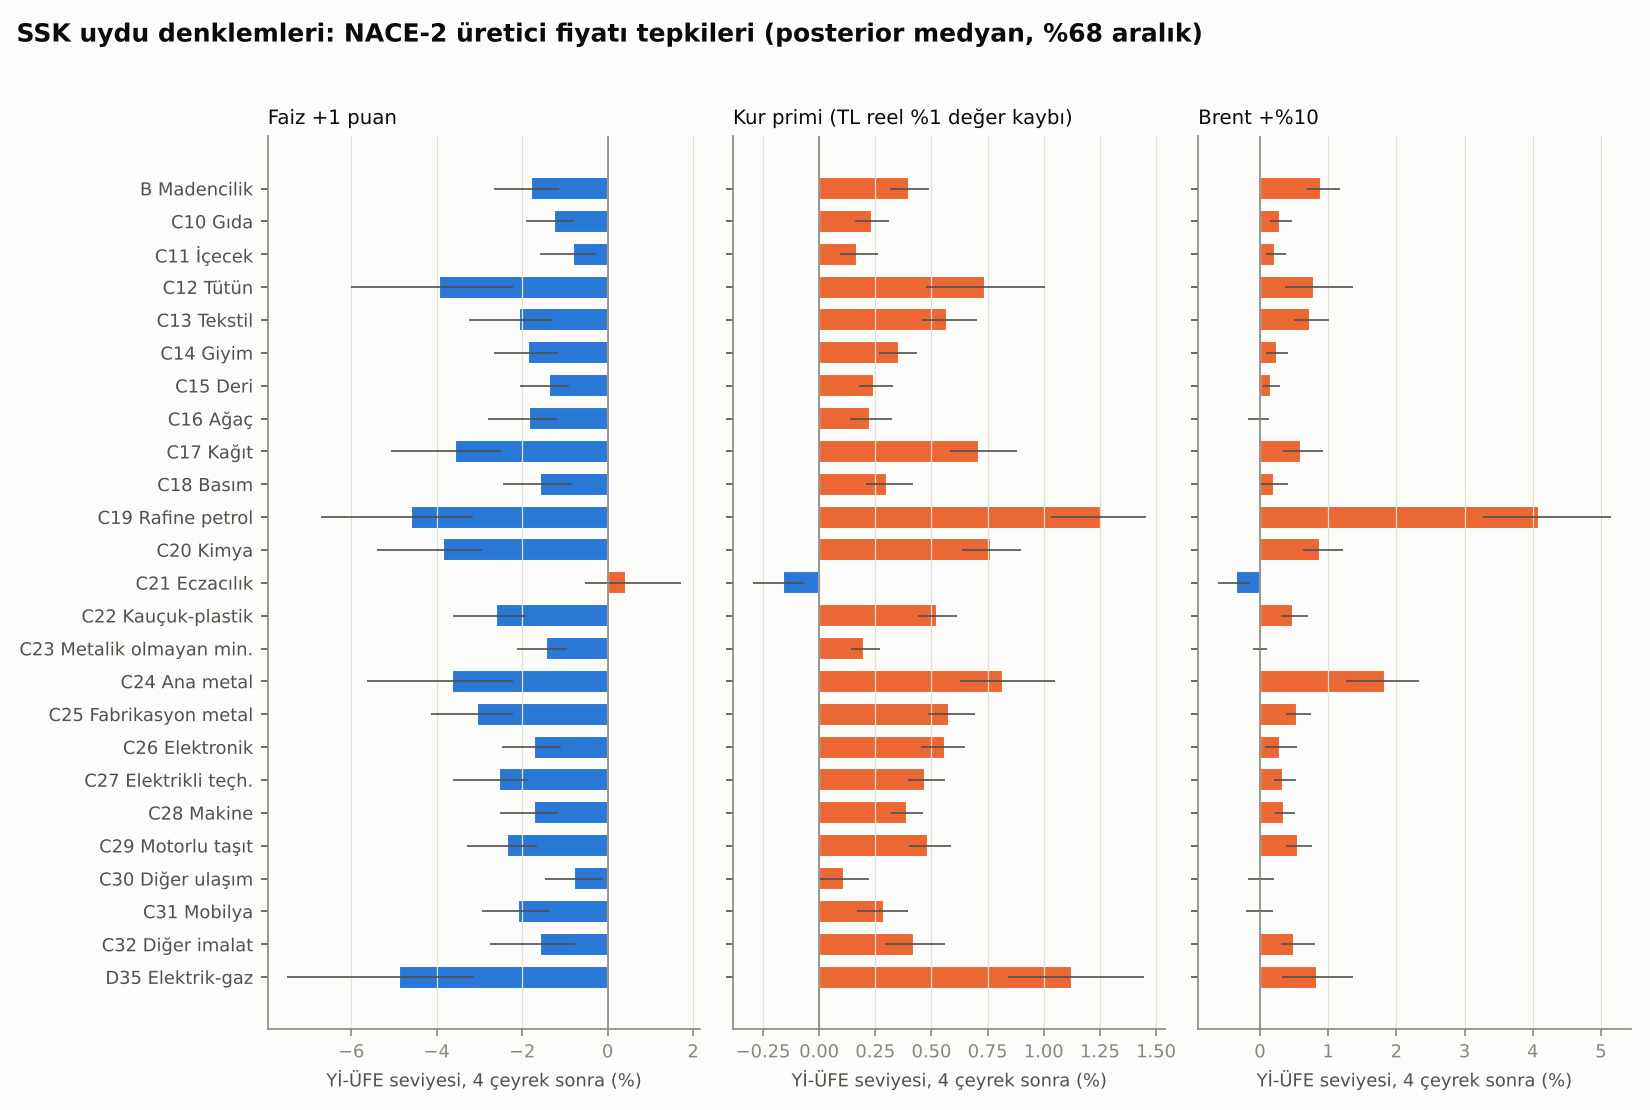 SSK uydu denklemleri: NACE-2 üretici fiyatı tepkileri (posterior medyan, %68 aralık)
Faiz +1 puan
Kur primi (TL reel %1 değer kaybı)
Brent +%10
B Madencilik
C10 Gıda
C11 İçecek
C12 Tütün
C13 Tekstil
C14 Giyim
C15 Deri
C16 Ağaç
C17 Kağıt
C18 Basım
C19 Rafine petrol
C20 Kimya
C21 Eczacılık
C22 Kauçuk-plastik
C23 Metalik olmayan min.
C24 Ana metal
C25 Fabrikasyon metal
C26 Elektronik
C27 Elektrikli teçh.
C28 Makine
C29 Motorlu taşıt
C30 Diğer ulaşım
C31 Mobilya
C32 Diğer imalat
D35 Elektrik-gaz
−6 −4 −2 0 2
−0.25 0.00 0.25 0.50 0.75 1.00 1.25 1.50
0 1 2 3 4 5
Yİ-ÜFE seviyesi, 4 çeyrek sonra (%)
Yİ-ÜFE seviyesi, 4 çeyrek sonra (%)
Yİ-ÜFE seviyesi, 4 çeyrek sonra (%)